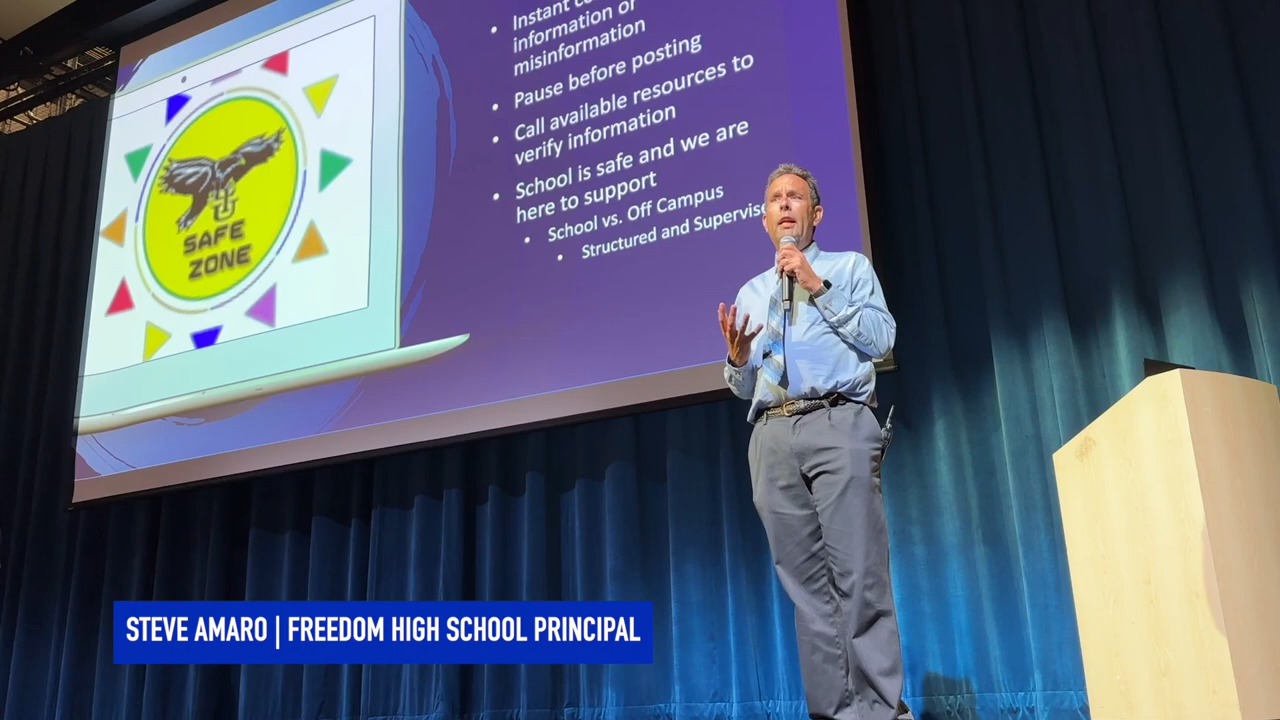 Instant
information or
misinformation
Pause before posting
Call available resources to
verify information
School is safe and we are
here to support
School vs. Off Campus
Structured and
SAFE
ZONE
STEVE AMARO | FREEDOM HIGH SCHOOL PRINCIPAL